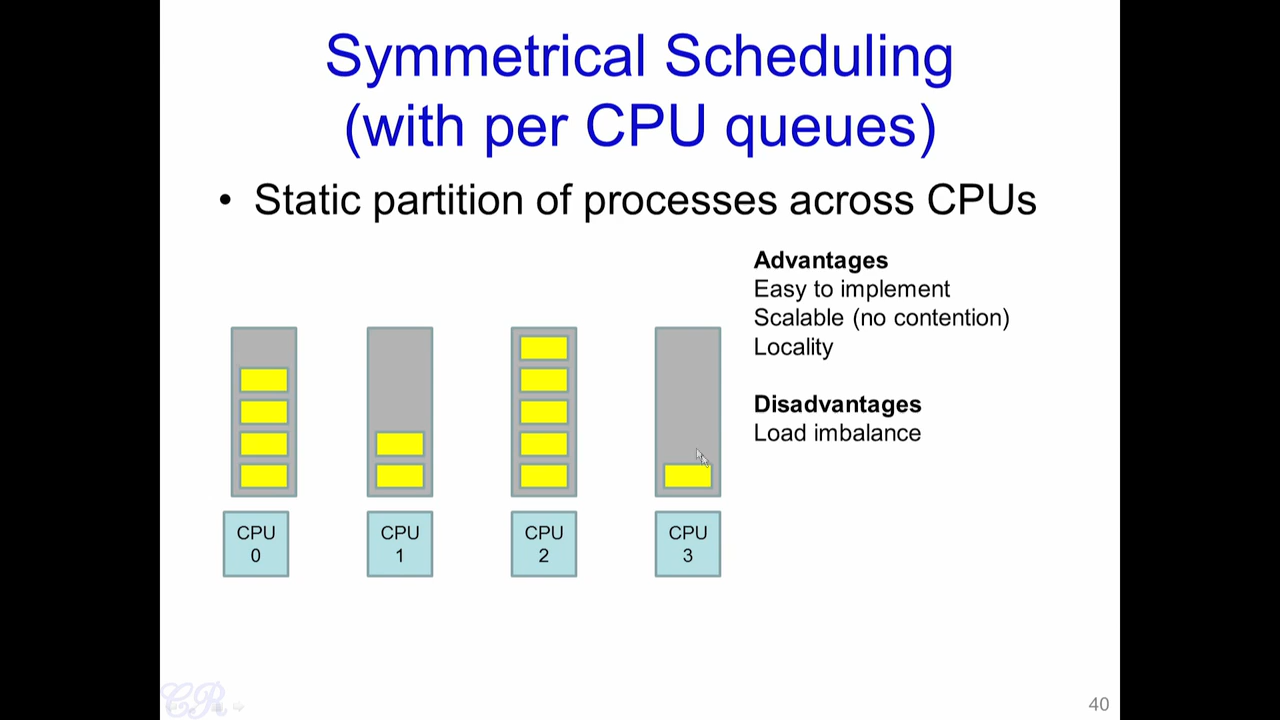 Symmetrical Scheduling
(with per CPU queues)
• Static partition of processes across CPUs
Advantages
Easy to implement
Scalable (no contention)
Locality
Disadvantages
Load imbalance
CPU
0
CPU
1
CPU
2
CPU
3
CR
40